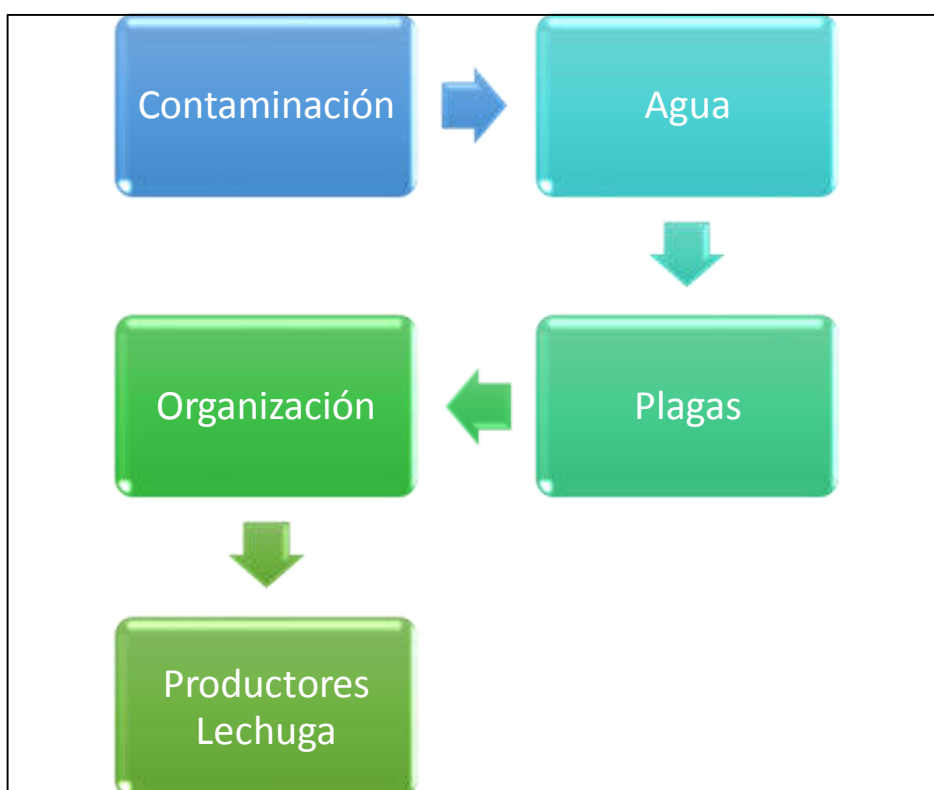 Contaminación
Agua
Plagas
Organización
Productores
Lechuga